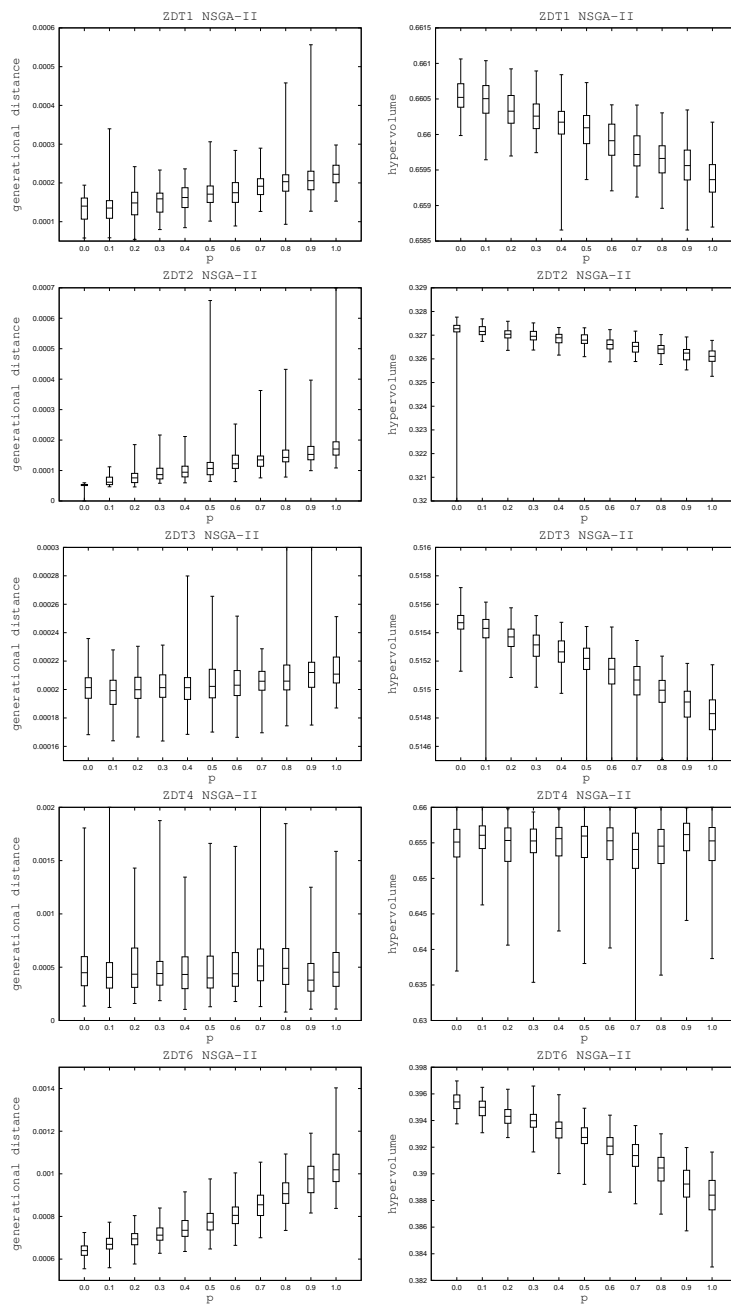 ZDT1 NSGA-II
0.0006
0.0005
0.0004
0.0003
0.0002
0.0001
generational distance
0.0 0.1 0.2 0.3 0.4 0.5 0.6 0.7 0.8 0.9 1.0
p
ZDT1 NSGA-II
0.6615
0.661
0.6605
0.66
0.6595
0.659
0.6585
hypervolume
0.0 0.1 0.2 0.3 0.4 0.5 0.6 0.7 0.8 0.9 1.0
p
ZDT2 NSGA-II
0.0007
0.0006
0.0005
0.0004
0.0003
0.0002
0.0001
0
generational distance
0.0 0.1 0.2 0.3 0.4 0.5 0.6 0.7 0.8 0.9 1.0
p
ZDT2 NSGA-II
0.329
0.328
0.327
0.326
0.325
0.324
0.323
0.322
0.321
0.32
hypervolume
0.0 0.1 0.2 0.3 0.4 0.5 0.6 0.7 0.8 0.9 1.0
p
ZDT3 NSGA-II
0.0003
0.00028
0.00026
0.00024
0.00022
0.0002
0.00018
0.00016
generational distance
0.0 0.1 0.2 0.3 0.4 0.5 0.6 0.7 0.8 0.9 1.0
p
ZDT3 NSGA-II
0.516
0.5158
0.5156
0.5154
0.5152
0.515
0.5148
0.5146
hypervolume
0.0 0.1 0.2 0.3 0.4 0.5 0.6 0.7 0.8 0.9 1.0
p
ZDT4 NSGA-II
0.002
0.0015
0.001
0.0005
0
generational distance
0.0 0.1 0.2 0.3 0.4 0.5 0.6 0.7 0.8 0.9 1.0
p
ZDT4 NSGA-II
0.66
0.655
0.65
0.645
0.64
0.635
0.63
hypervolume
0.0 0.1 0.2 0.3 0.4 0.5 0.6 0.7 0.8 0.9 1.0
p
ZDT6 NSGA-II
0.0014
0.0012
0.001
0.0008
0.0006
generational distance
0.0 0.1 0.2 0.3 0.4 0.5 0.6 0.7 0.8 0.9 1.0
p
ZDT6 NSGA-II
0.398
0.396
0.394
0.392
0.39
0.388
0.386
0.384
0.382
hypervolume
0.0 0.1 0.2 0.3 0.4 0.5 0.6 0.7 0.8 0.9 1.0
p